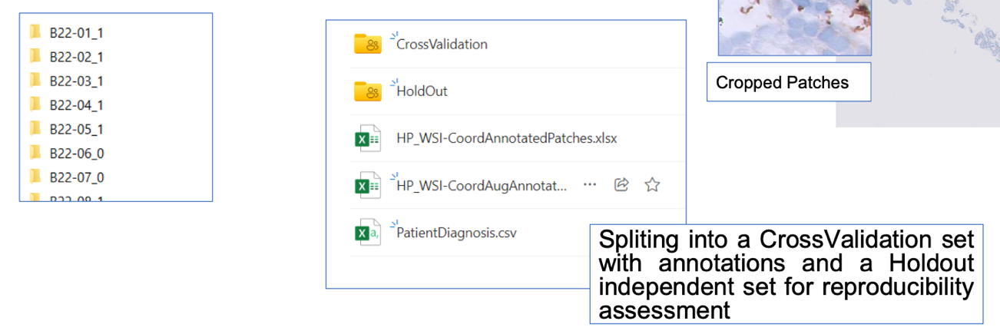 B22-01_1
B22-02_1
B22-03_1
B22-04_1
B22-05_1
B22-06_0
B22-07_0
B22-08_1
CrossValidation
HoldOut
HP_WSI-CoordAnnotatedPatches.xlsx
HP_WSI-CoordAugAnnotat...
PatientDiagnosis.csv
Cropped Patches
Spliting into a CrossValidation set
with annotations and a Holdout
independent set for reproducibility
assessment